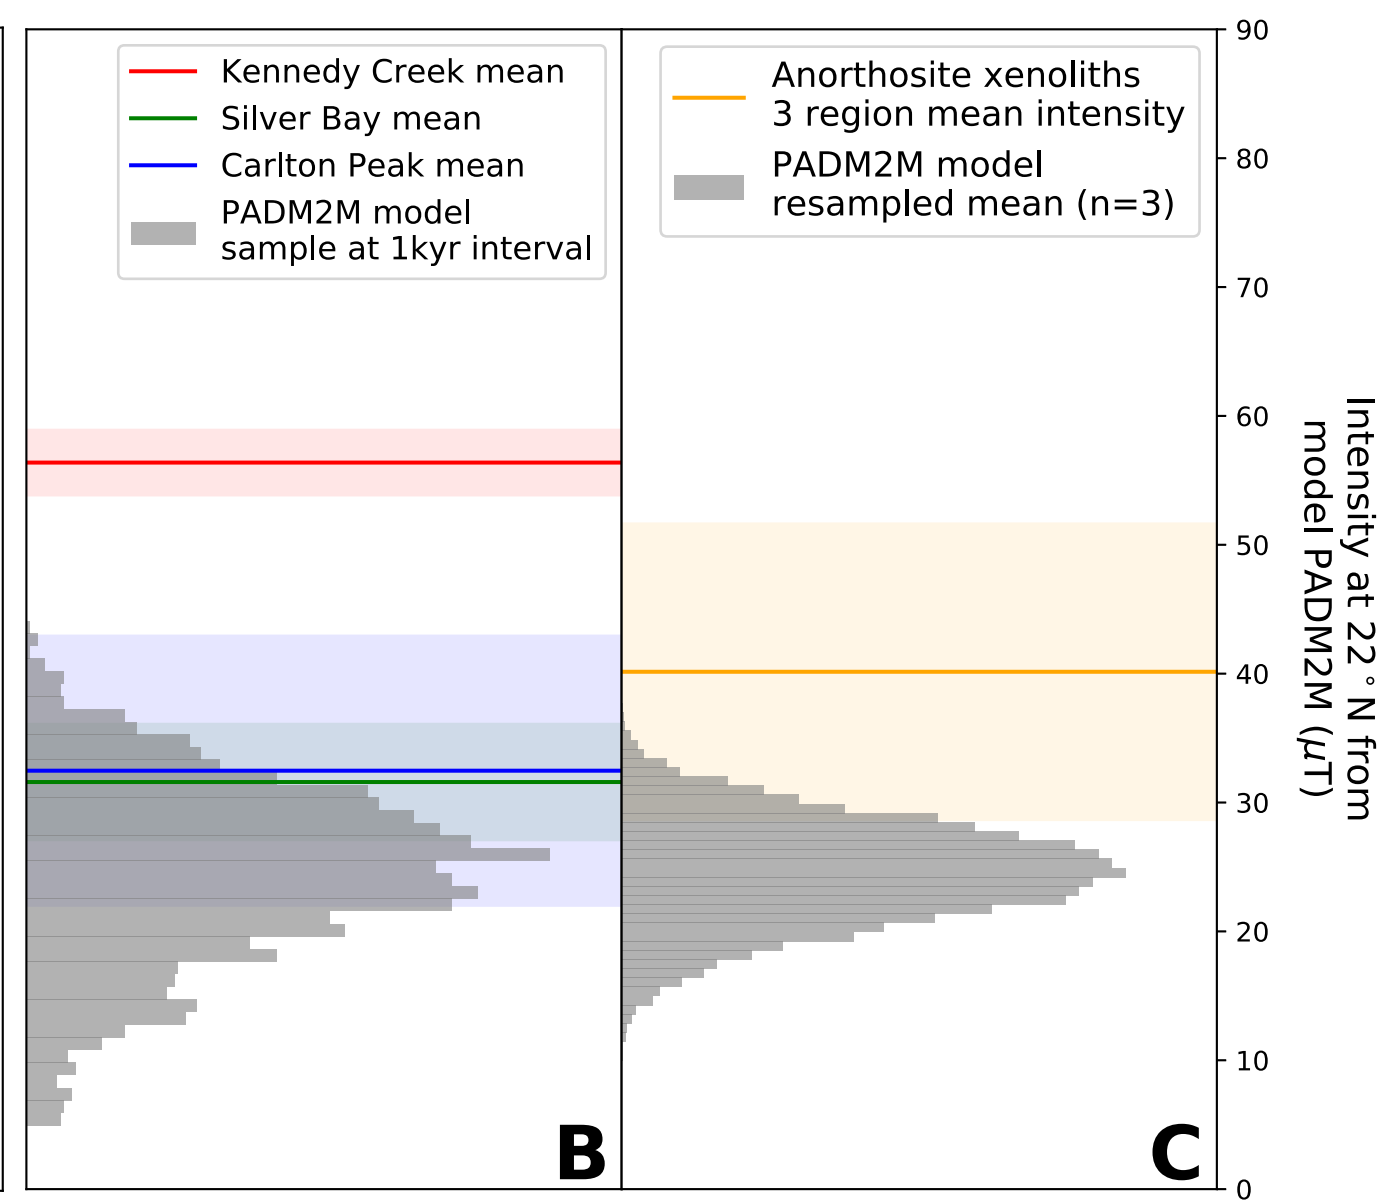 Kennedy Creek mean
Silver Bay mean
Carlton Peak mean
PADM2M model
sample at 1kyr interval
B
Anorthosite xenoliths
3 region mean intensity
PADM2M model
resampled mean (n=3)
C
90
80
70
60
50
40
30
20
10
0
Intensity at 22°N from
model PADM2M (μT)